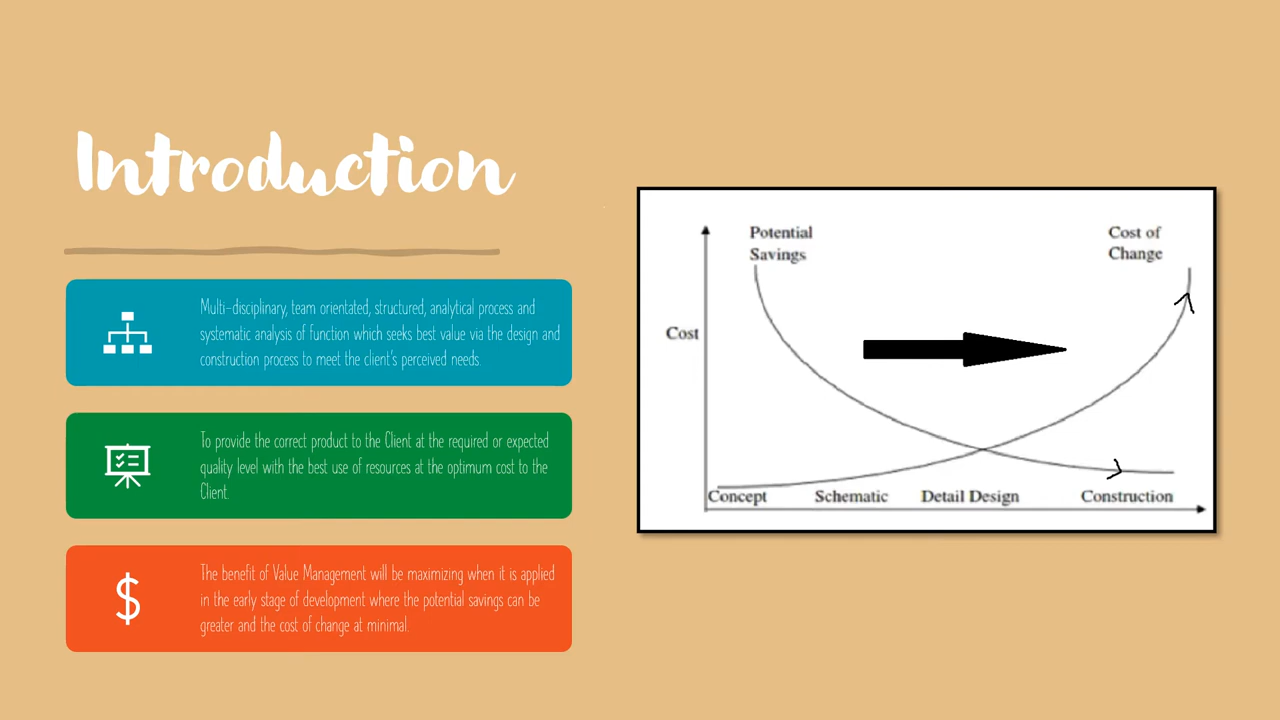 Introduction
Multi-disciplinary, team orientated, structured, analytical process and
systematic analysis of function which seeks best value via the design and
construction process to meet the client's perceived needs.
To provide the correct product to the Client at the required or expected
quality level with the best use of resources at the optimum cost to the
Client.
$
The benefit of Value Management will be maximizing when it is applied
in the early stage of development where the potential savings can be
greater and the cost of change at minimal.
Potential
Savings
Cost of
Change
Cost
Concept Schematic Detail Design Construction